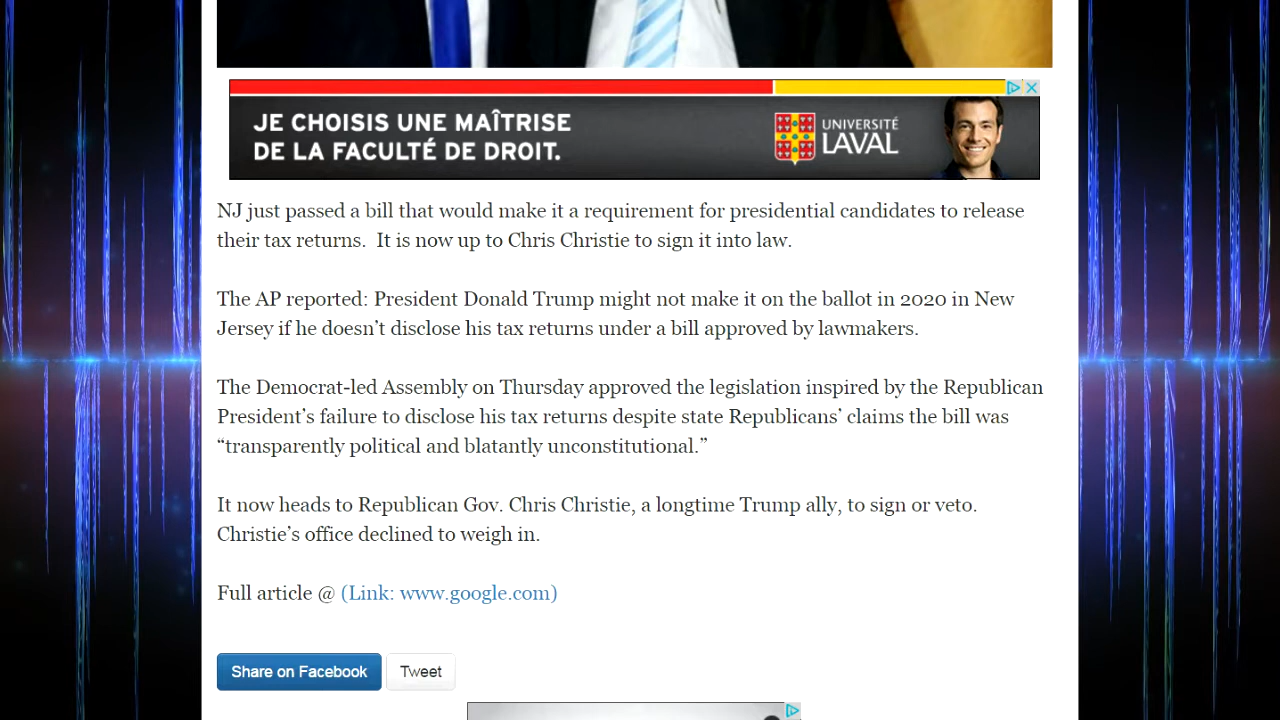 JE CHOISIS UNE MAÎTRISE
DE LA FACULTÉ DE DROIT.
UNIVERSITÉ
LAVAL
NJ just passed a bill that would make it a requirement for presidential candidates to release
their tax returns.  It is now up to Chris Christie to sign it into law.
The AP reported: President Donald Trump might not make it on the ballot in 2020 in New
Jersey if he doesn’t disclose his tax returns under a bill approved by lawmakers.
The Democrat-led Assembly on Thursday approved the legislation inspired by the Republican
President’s failure to disclose his tax returns despite state Republicans’ claims the bill was
“transparently political and blatantly unconstitutional.”
It now heads to Republican Gov. Chris Christie, a longtime Trump ally, to sign or veto.
Christie’s office declined to weigh in.
Full article @ (Link: www.google.com)
Share on Facebook Tweet